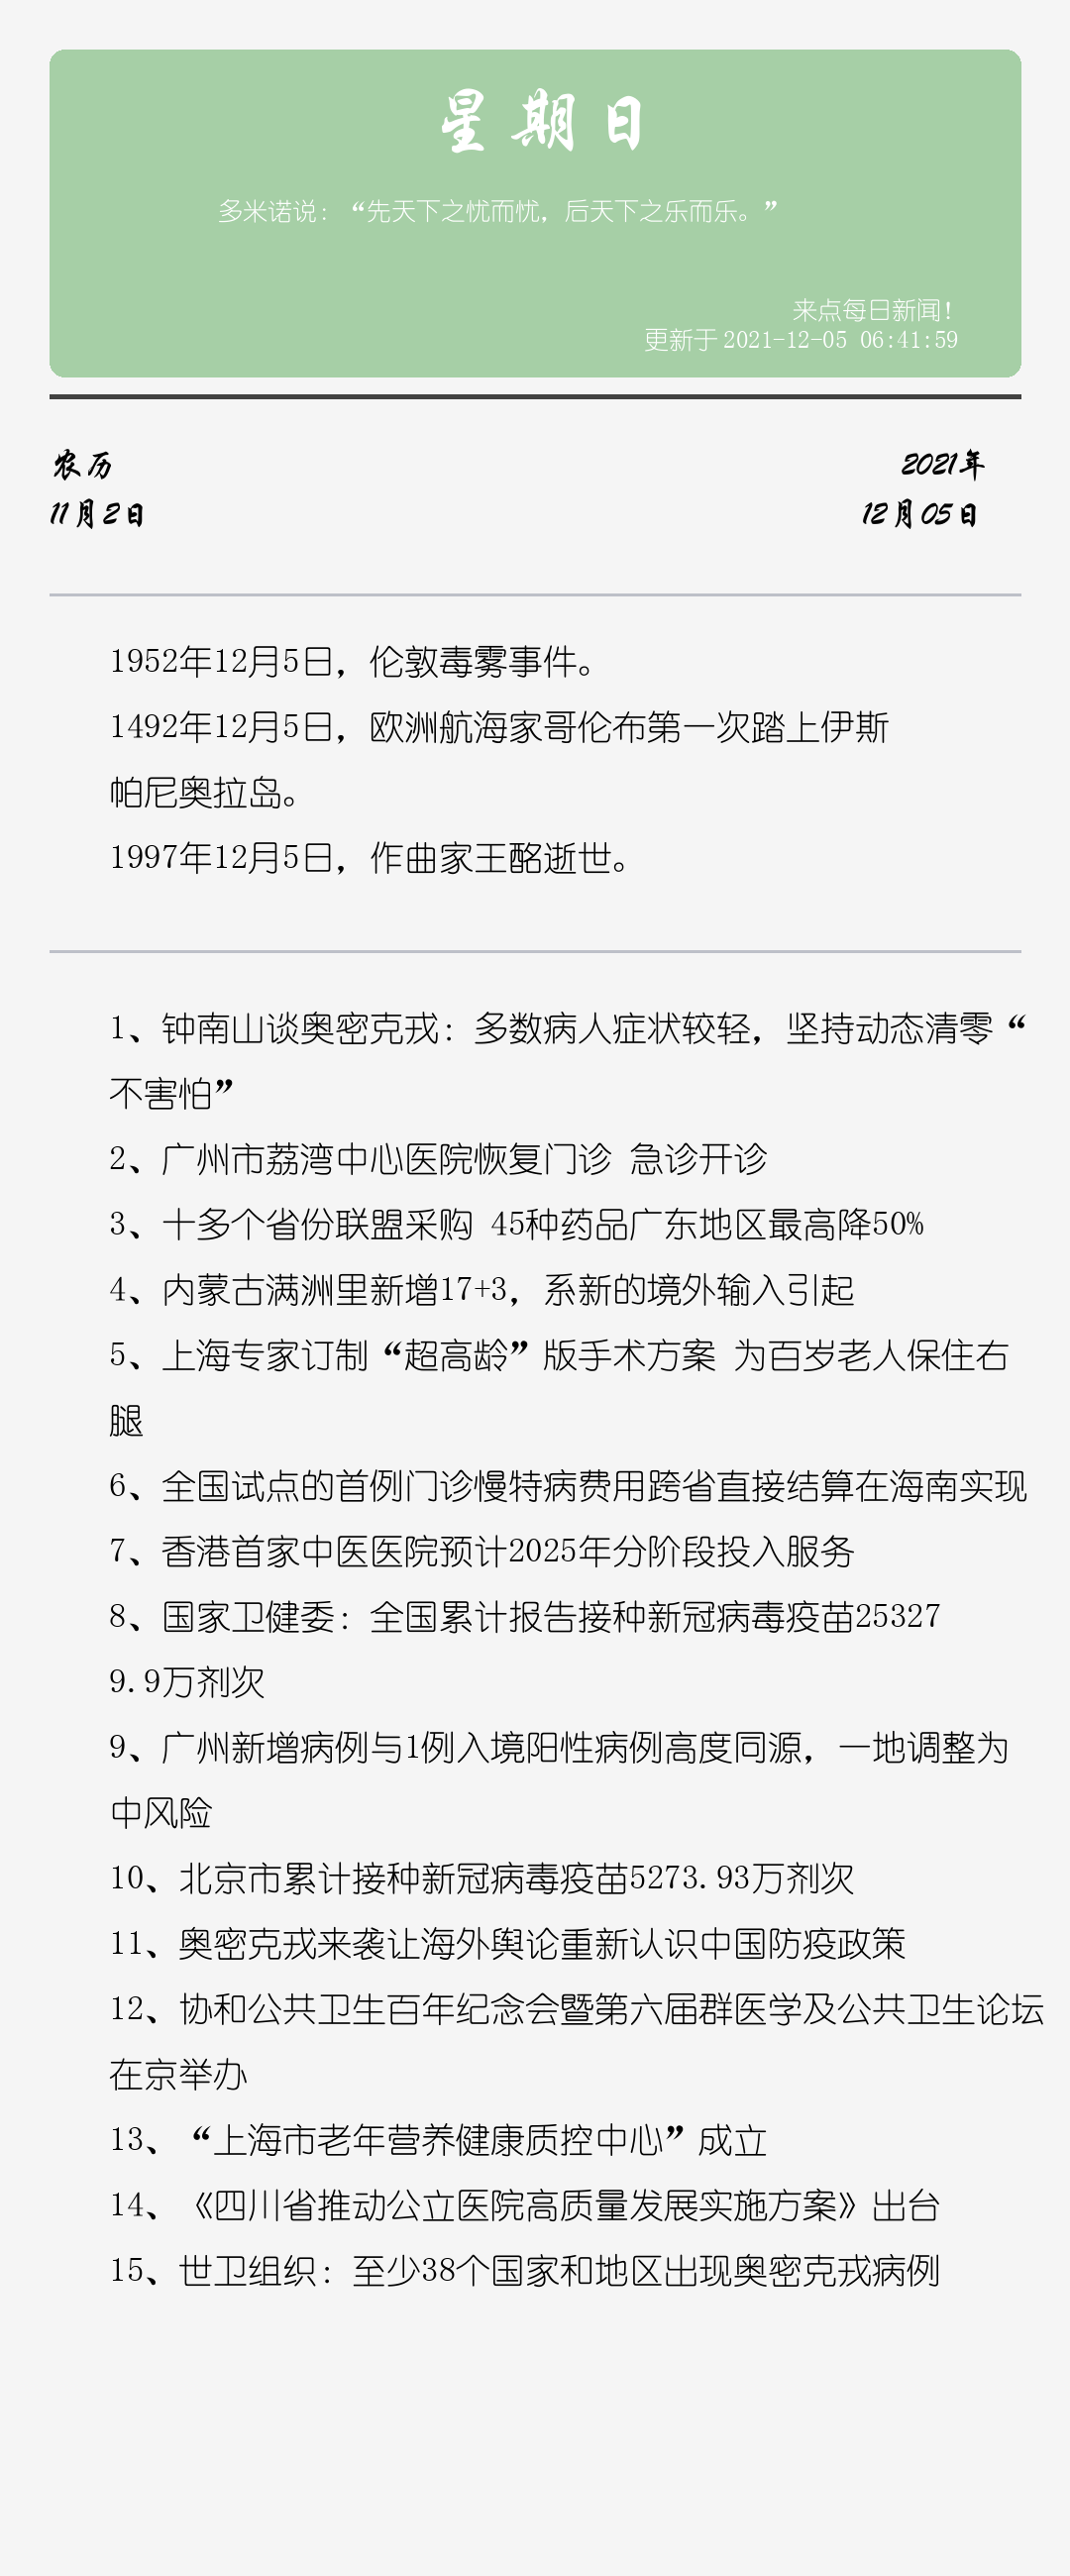 星期日
多米诺说：“先天下之忧而忧，后天下之乐而乐。”
来点每日新闻！
更新于 2021-12-05 06:41:59
农历
2021年
11月2日
12月05日
1952年12月5日，伦敦毒雾事件。
1492年12月5日，欧洲航海家哥伦布第一次踏上伊斯
帕尼奥拉岛。
1997年12月5日，作曲家王酩逝世。
1、钟南山谈奥密克戎：多数病人症状较轻，坚持动态清零“
不害怕”
2、广州市荔湾中心医院恢复门诊 急诊开诊
3、十多个省份联盟采购 45种药品广东地区最高降50%
4、内蒙古满洲里新增17+3，系新的境外输入引起
5、上海专家订制“超高龄”版手术方案 为百岁老人保住右
腿
6、全国试点的首例门诊慢特病费用跨省直接结算在海南实现
7、香港首家中医医院预计2025年分阶段投入服务
8、国家卫健委：全国累计报告接种新冠病毒疫苗25327
9.9万剂次
9、广州新增病例与1例入境阳性病例高度同源，一地调整为
中风险
10、北京市累计接种新冠病毒疫苗5273.93万剂次
11、奥密克戎来袭让海外舆论重新认识中国防疫政策
12、协和公共卫生百年纪念会暨第六届群医学及公共卫生论坛
在京举办
13、“上海市老年营养健康质控中心”成立
14、《四川省推动公立医院高质量发展实施方案》出台
15、世卫组织：至少38个国家和地区出现奥密克戎病例